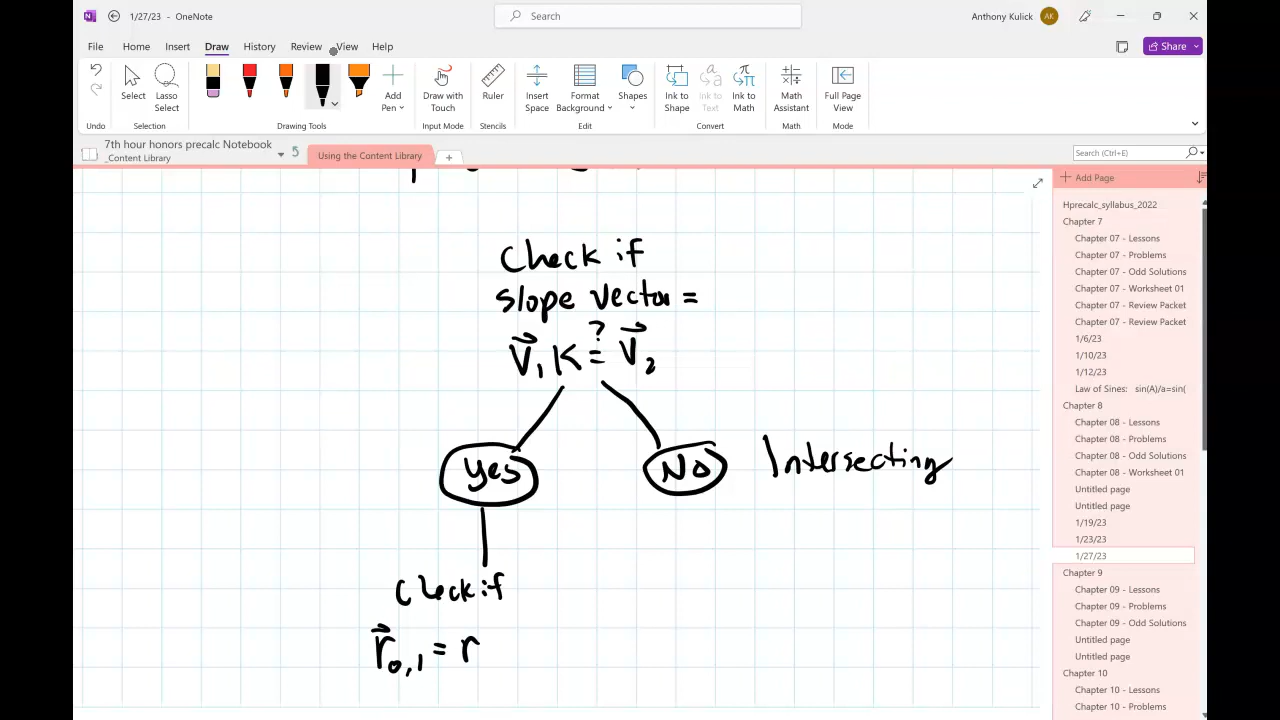 1/27/23 - OneNote
Search
Anthony Kulick
AK
File Home Insert Draw History Review View Help
Share
Select
Lasso Select
Add Pen
Draw with Touch
Ruler
Insert Space
Format Background
Shapes
Ink to Shape
Ink to Text
Ink to Math
Math Assistant
Full Page View
Undo
Selection
Drawing Tools
Input Mode
Stencils
Edit
Convert
Math
Mode
7th hour honors precalc Notebook
_Content Library
Using the Content Library
Search (Ctrl+E)
Add Page
Hprecalc_syllabus_2022
Chapter 7
Chapter 07 - Lessons
Chapter 07 - Problems
Chapter 07 - Odd Solutions
Chapter 07 - Worksheet 01
Chapter 07 - Review Packet
Chapter 07 - Review Packet
1/6/23
1/10/23
1/12/23
Law of Sines: sin(A)/a=sin(
Chapter 8
Chapter 08 - Lessons
Chapter 08 - Problems
Chapter 08 - Odd Solutions
Chapter 08 - Worksheet 01
Untitled page
Untitled page
1/19/23
1/23/23
1/27/23
Chapter 9
Chapter 09 - Lessons
Chapter 09 - Problems
Chapter 09 - Odd Solutions
Untitled page
Untitled page
Chapter 10
Chapter 10 - Lessons
Chapter 10 - Problems
Check if
slope vector =
v⃗₁ K ≟ v⃗₂
yes
No
Intersecting
Check if
r⃗₀,₁ = r